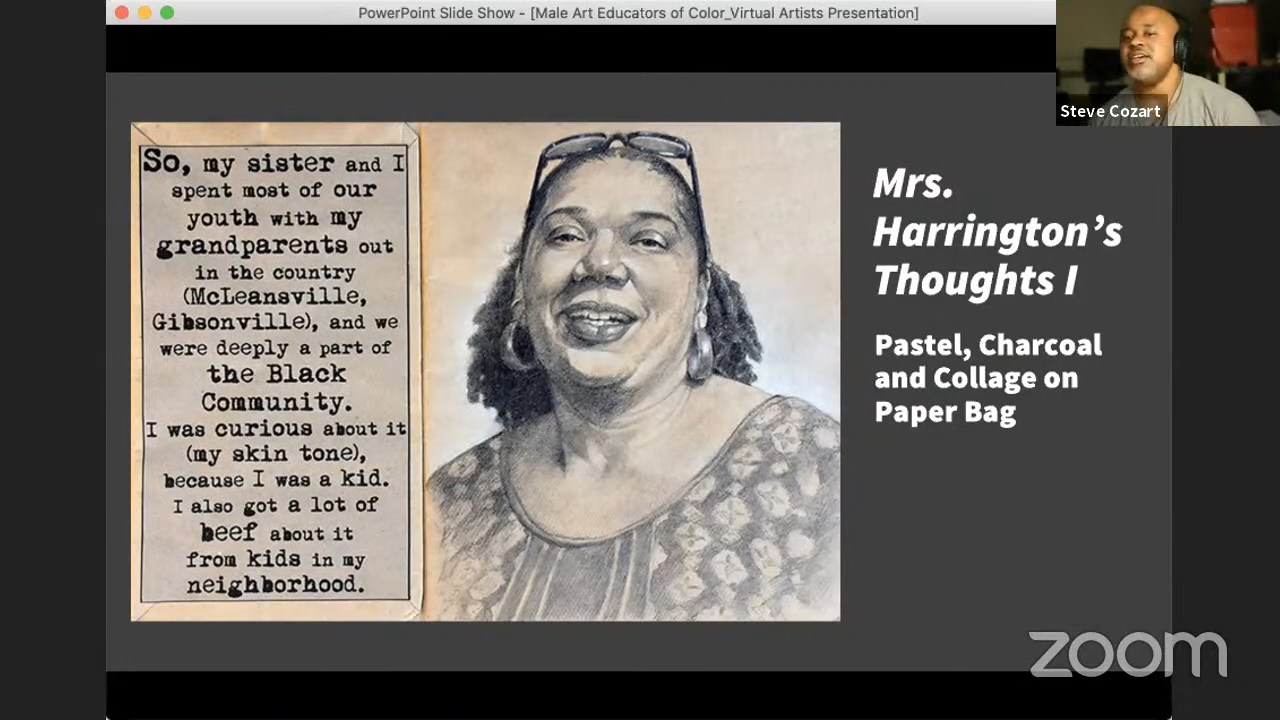 PowerPoint Slide Show - [Male Art Educators of Color_Virtual Artists Presentation]
Steve Cozart
So, my sister and I
spent most of our
youth with my
grandparents out
in the country
(McLeansville,
Gibsonville), and we
were deeply a part of
the Black
Community.
I was curious about it
(my skin tone),
because I was a kid.
I also got a lot of
beef about it
from kids in my
neighborhood.
Mrs.
Harrington’s
Thoughts I
Pastel, Charcoal
and Collage on
Paper Bag
zoom